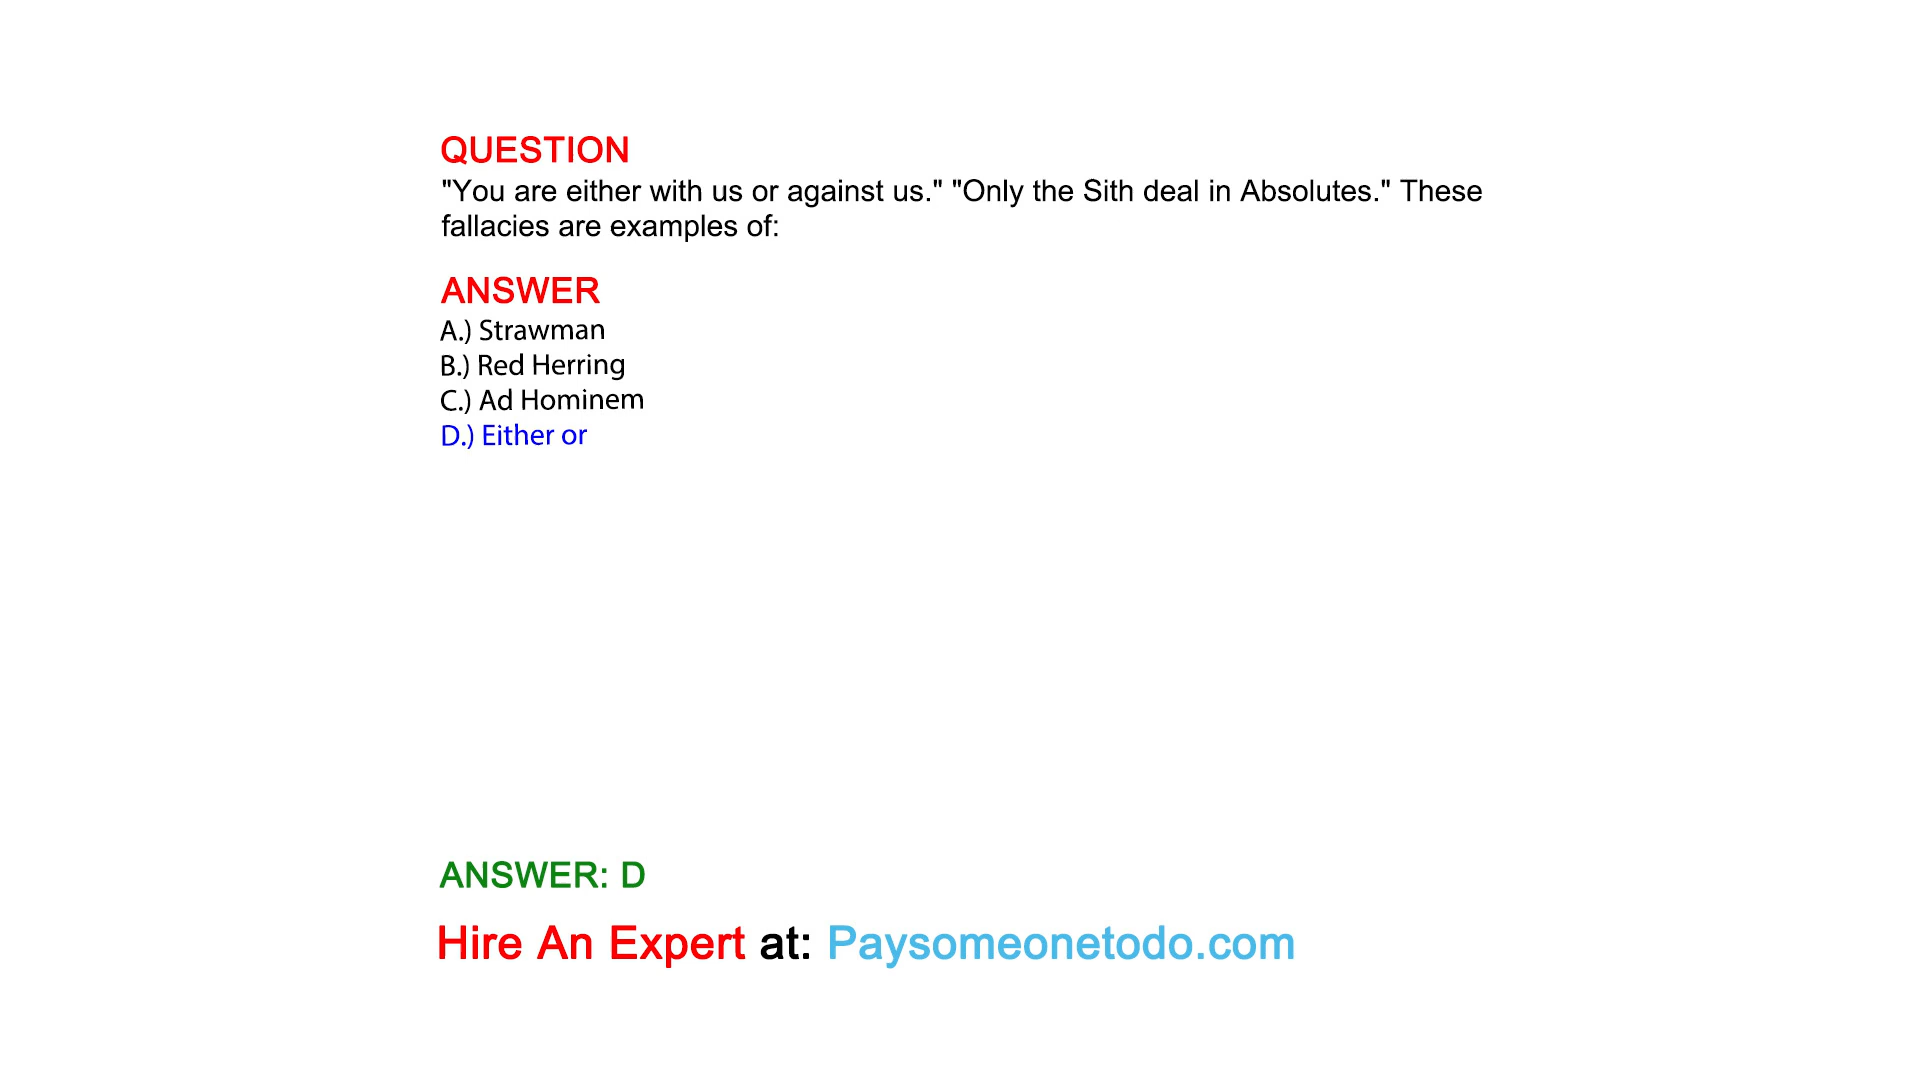 QUESTION
"You are either with us or against us." "Only the Sith deal in Absolutes." These
fallacies are examples of:
ANSWER
A.) Strawman
B.) Red Herring
C.) Ad Hominem
D.) Either or
ANSWER: D
Hire An Expert at: Paysomeonetodo.com